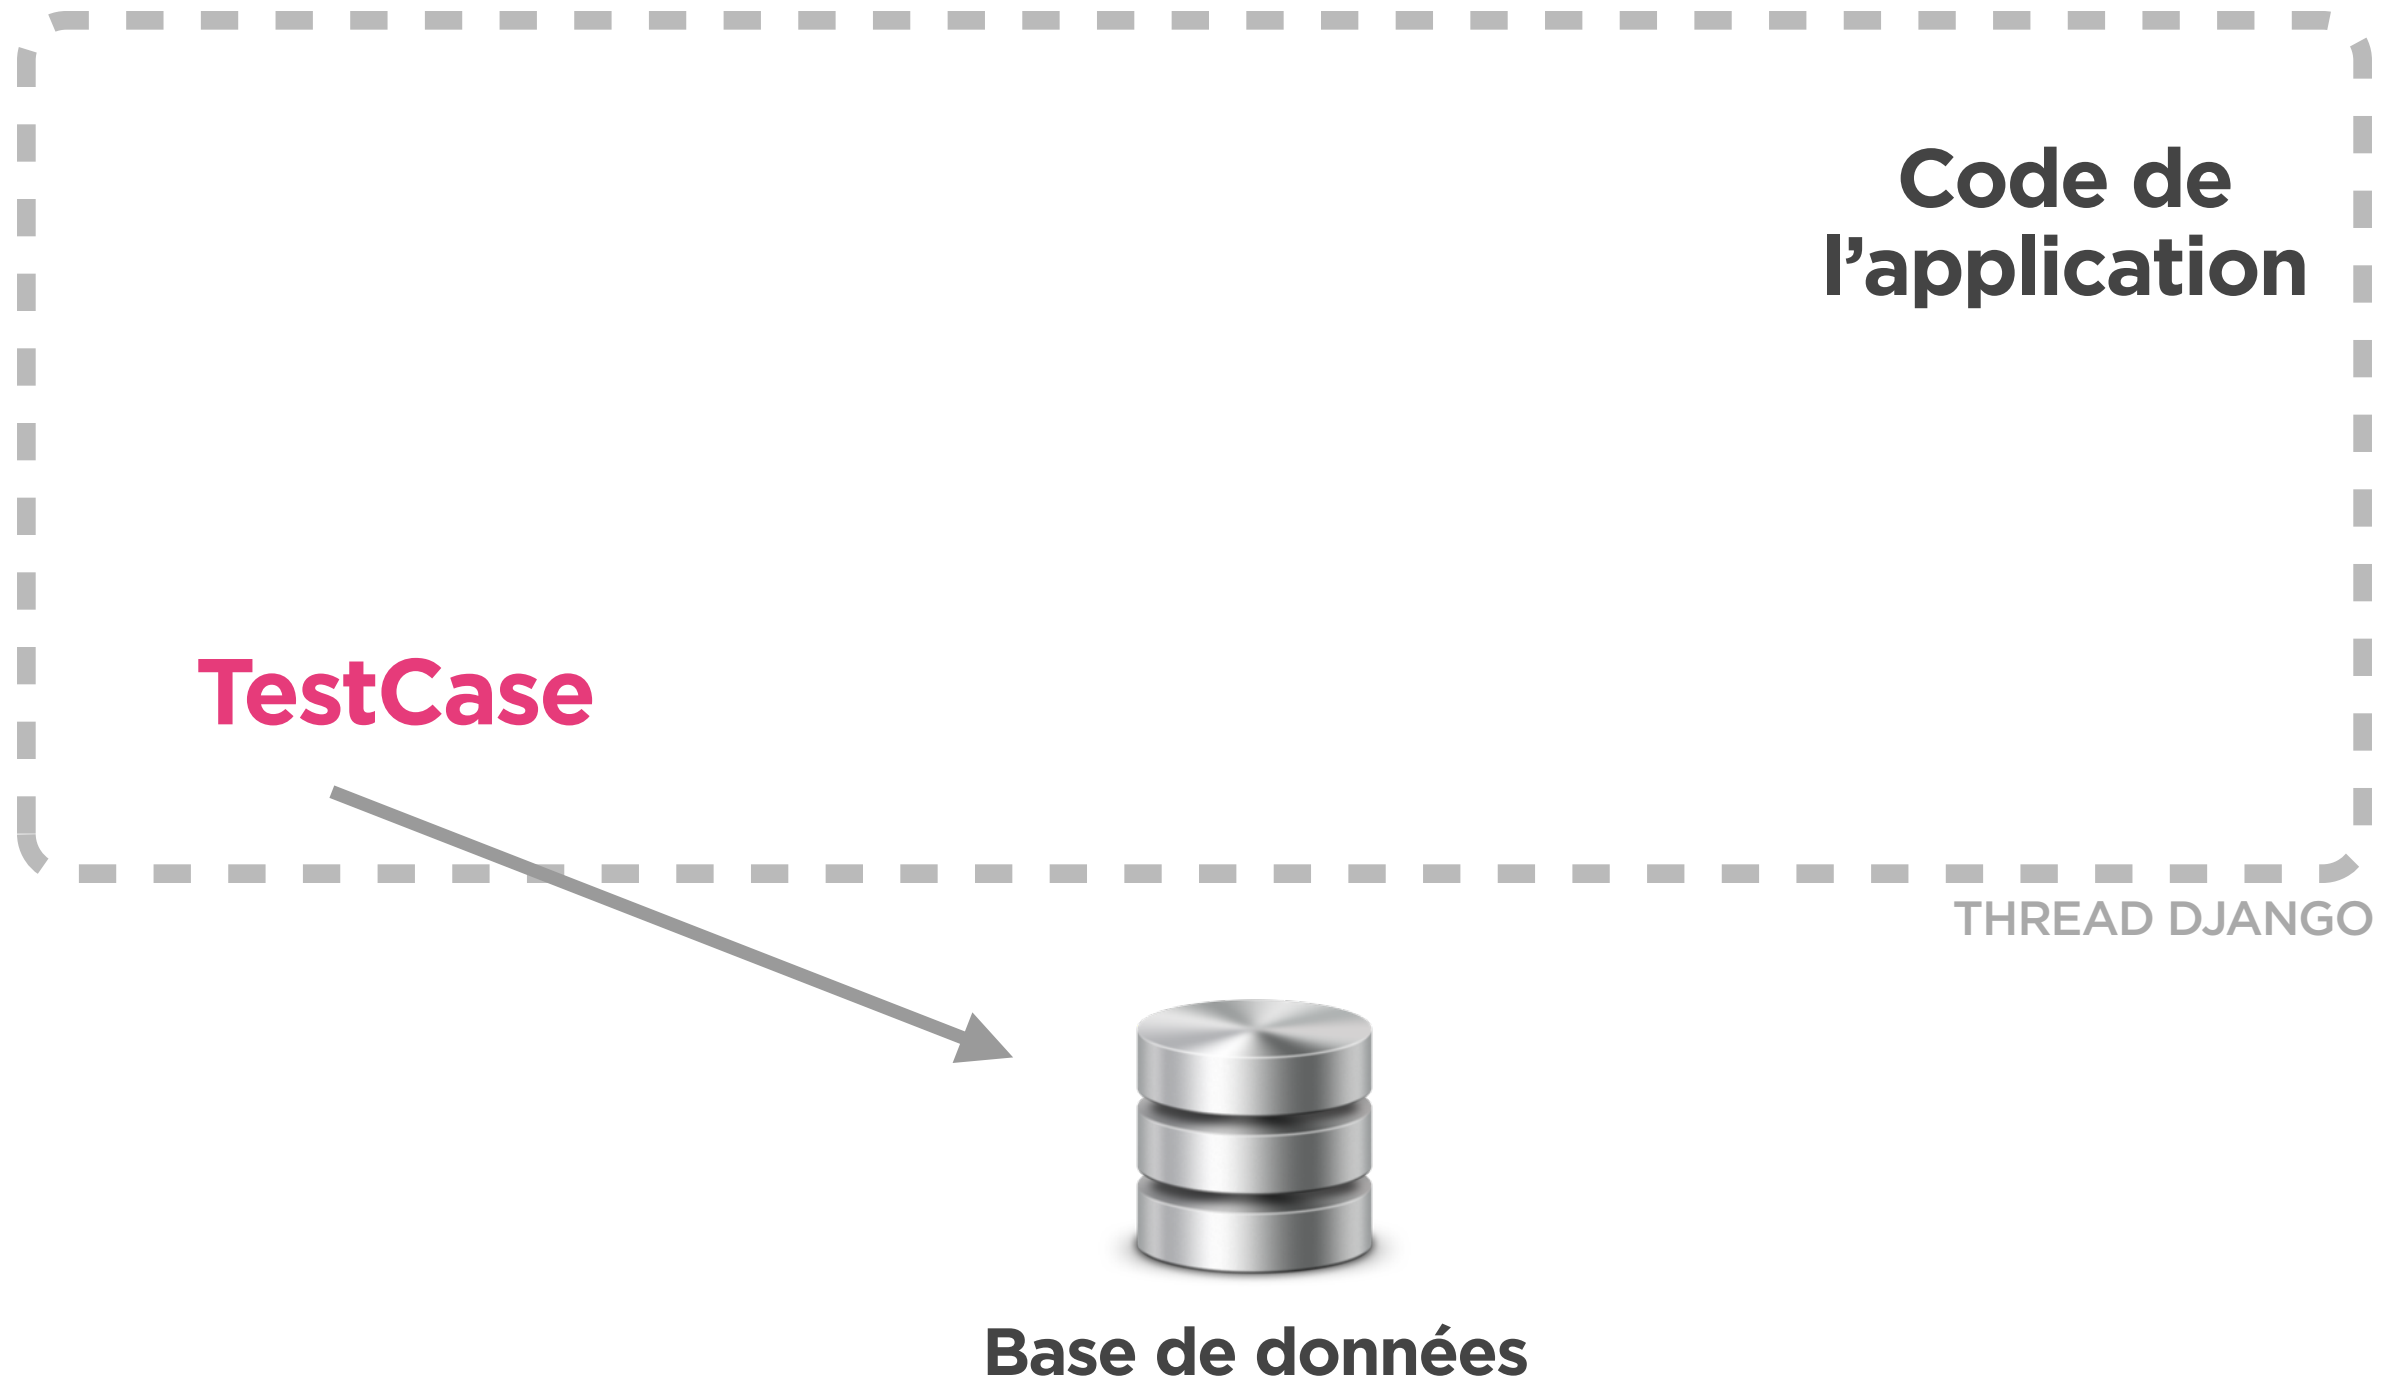 Code de
l’application
TestCase
THREAD DJANGO
Base de données